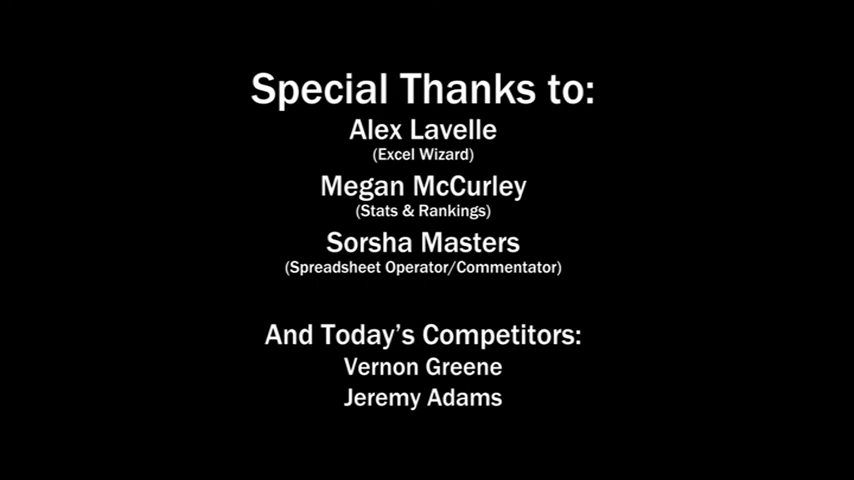 Special Thanks to:
Alex Lavelle
(Excel Wizard)
Megan McCurley
(Stats & Rankings)
Sorsha Masters
(Spreadsheet Operator/Commentator)
And Today's Competitors:
Vernon Greene
Jeremy Adams